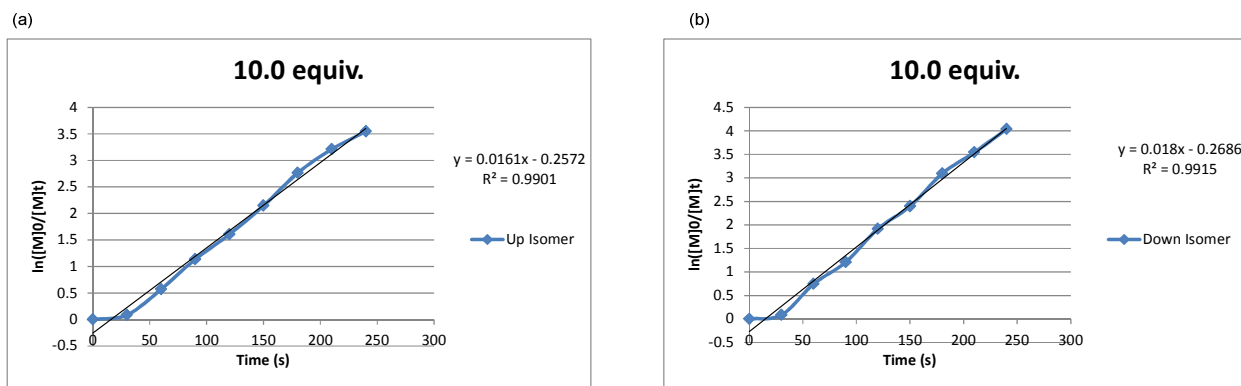 (a)
10.0 equiv.
4
3.5
3
2.5
2
1.5
1
0.5
0
-0.5
0
50
100
150
200
250
300
ln([M]0/[M]t)
Time (s)
y = 0.0161x - 0.2572
R² = 0.9901
Up Isomer
(b)
10.0 equiv.
4.5
4
3.5
3
2.5
2
1.5
1
0.5
0
-0.5
0
50
100
150
200
250
300
ln([M]0/[M]t)
Time (s)
y = 0.018x - 0.2686
R² = 0.9915
Down Isomer